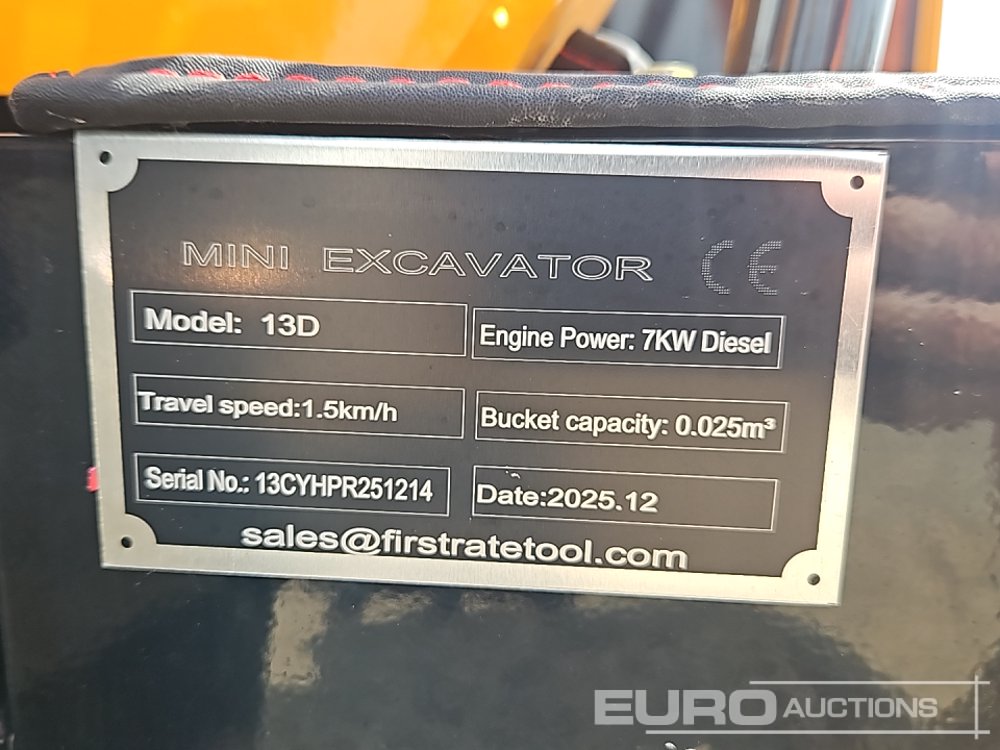 MINI EXCAVATOR CE
Model: 13D
Engine Power: 7KW Diesel
Travel speed:1.5km/h
Bucket capacity: 0.025m³
Serial No.: 13CYHPR251214
Date:2025.12
sales@firstratetool.com
EURO AUCTIONS